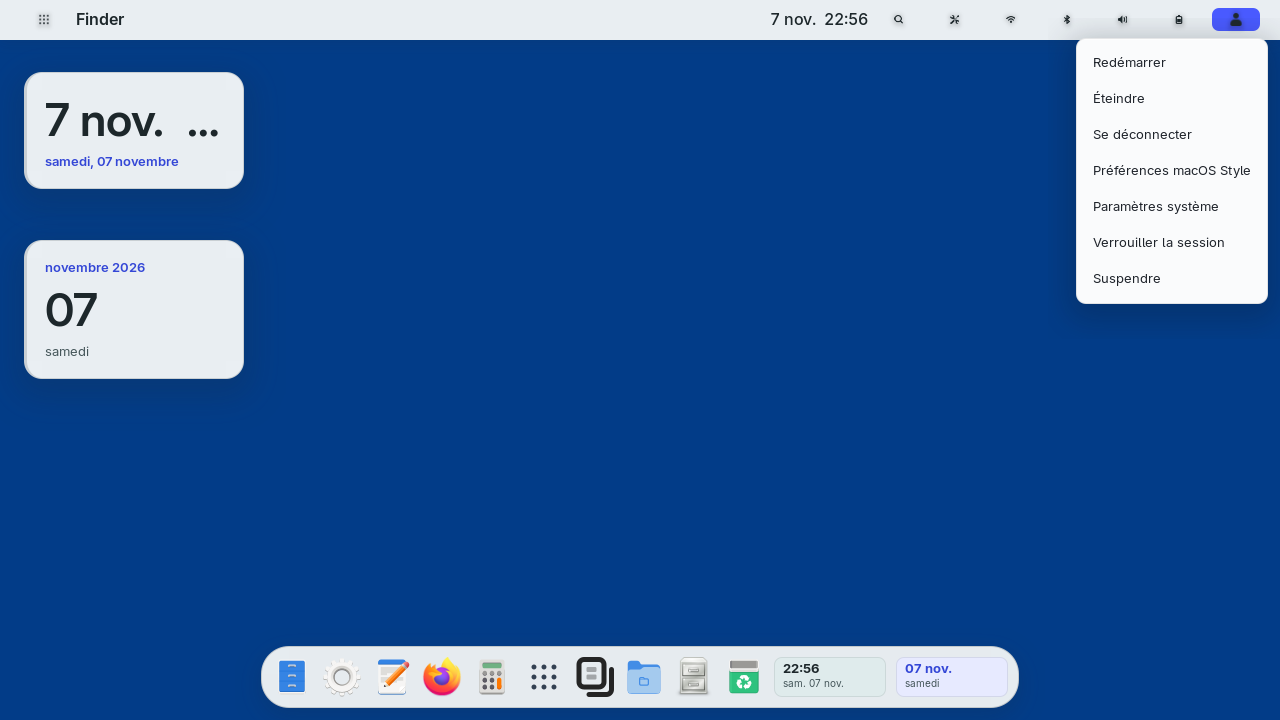 Finder
7 nov.  22:56
7 nov.  ...
samedi, 07 novembre
novembre 2026
07
samedi
Redémarrer
Éteindre
Se déconnecter
Préférences macOS Style
Paramètres système
Verrouiller la session
Suspendre
22:56
sam. 07 nov.
07 nov.
samedi